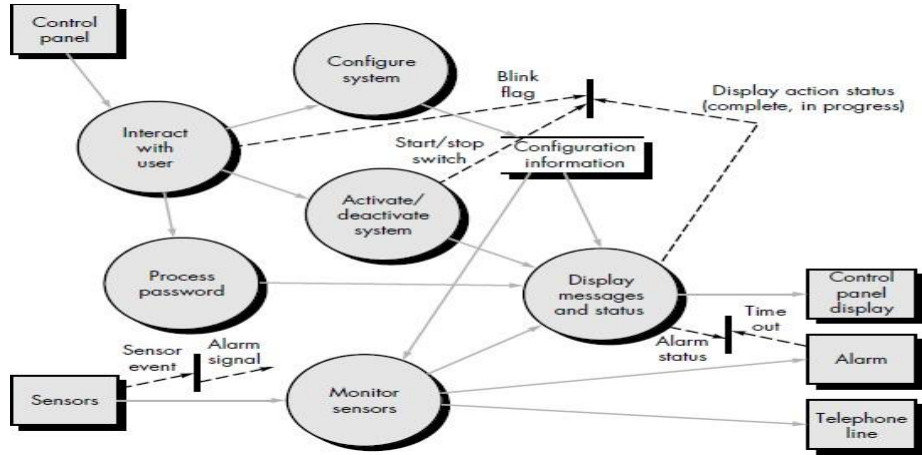 Control
panel
Configure
system
Blink
flag
Display action status
(complete, in progress)
Interact
with
user
Start/stop
switch
Configuration
information
Activate/
deactivate
system
Process
password
Display
messages
and status
Control
panel
display
Time
out
Alarm
status
Alarm
Sensor
event
Alarm
signal
Sensors
Monitor
sensors
Telephone
line